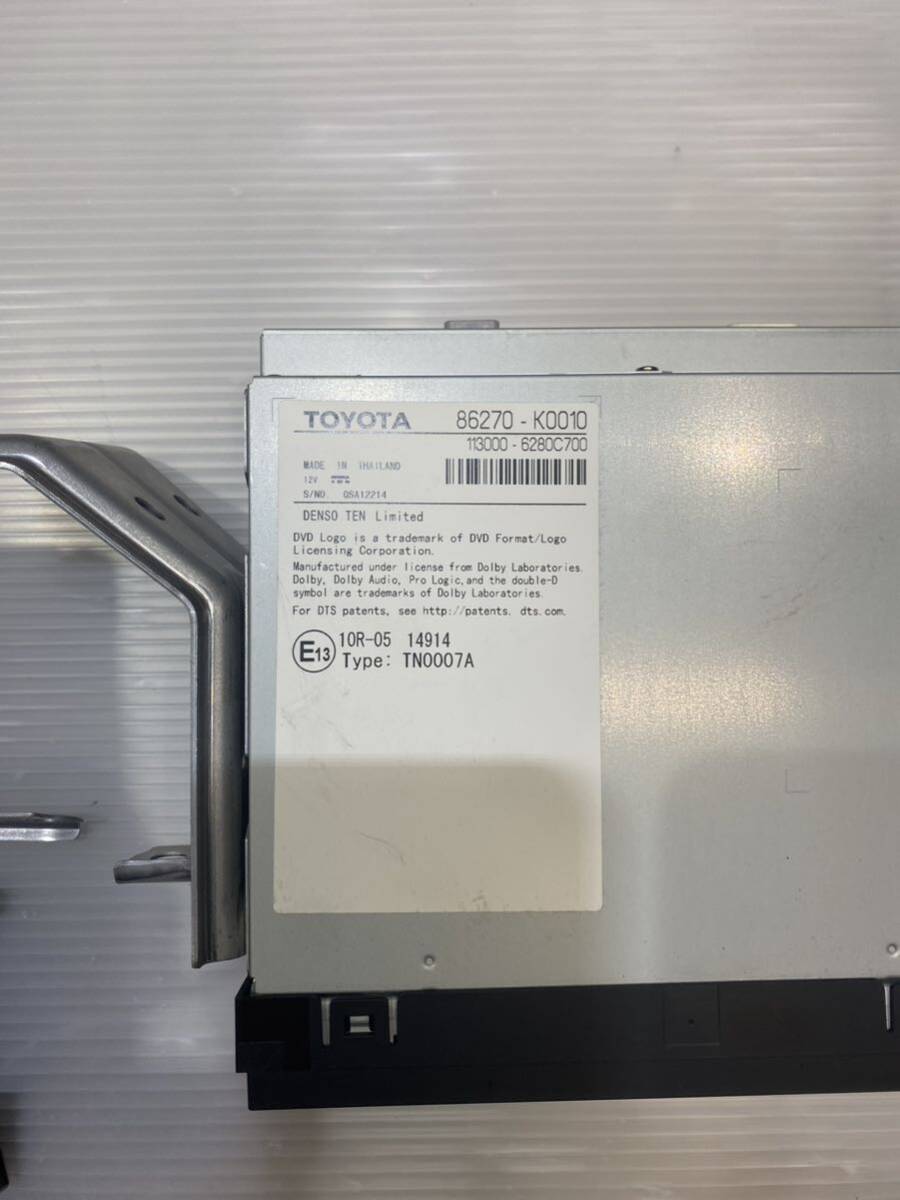 TOYOTA 86270 - K0010
113000 - 6280C700
MADE IN THAILAND
12V
S/NO. QSA12214
DENSO TEN Limited
DVD Logo is a trademark of DVD Format/Logo
Licensing Corporation.
Manufactured under license from Dolby Laboratories.
Dolby, Dolby Audio, Pro Logic, and the double-D
symbol are trademarks of Dolby Laboratories.
For DTS patents, see http://patents. dts. com.
E13 10R-05 14914
Type: TN0007A